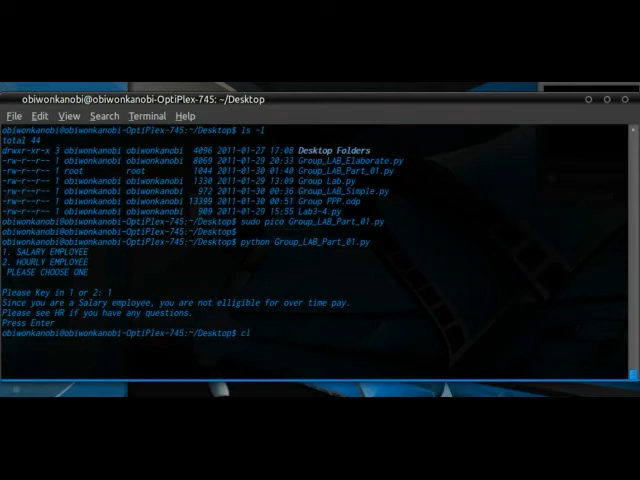 obiwonkanobi@obiwonkanobi-OptiPlex-745: ~/Desktop
File Edit View Search Terminal Help
obiwonkanobi@obiwonkanobi-OptiPlex-745:~/Desktop$ ls -l
total 44
drwxr-xr-x 3 obiwonkanobi obiwonkanobi 4096 2011-01-27 17:08 Desktop Folders
-rw-r--r-- 1 obiwonkanobi obiwonkanobi 8069 2011-01-29 20:33 Group_LAB_Elaborate.py
-rw-r--r-- 1 root root 1044 2011-01-30 01:40 Group_LAB_Part_01.py
-rw-r--r-- 1 obiwonkanobi obiwonkanobi 1330 2011-01-29 13:09 Group Lab.py
-rw-r--r-- 1 obiwonkanobi obiwonkanobi 972 2011-01-30 00:36 Group_LAB_Simple.py
-rw-r--r-- 1 obiwonkanobi obiwonkanobi 13399 2011-01-30 00:51 Group PPP.odp
-rw-r--r-- 1 obiwonkanobi obiwonkanobi 909 2011-01-29 15:55 Lab3-4.py
obiwonkanobi@obiwonkanobi-OptiPlex-745:~/Desktop$ sudo pico Group_LAB_Part_01.py
obiwonkanobi@obiwonkanobi-OptiPlex-745:~/Desktop$
obiwonkanobi@obiwonkanobi-OptiPlex-745:~/Desktop$ python Group_LAB_Part_01.py
1. SALARY EMPLOYEE
2. HOURLY EMPLOYEE
PLEASE CHOOSE ONE
Please Key in 1 or 2: 1
Since you are a Salary employee, you are not elligible for over time pay.
Please see HR if you have any questions.
Press Enter
obiwonkanobi@obiwonkanobi-OptiPlex-745:~/Desktop$ cl